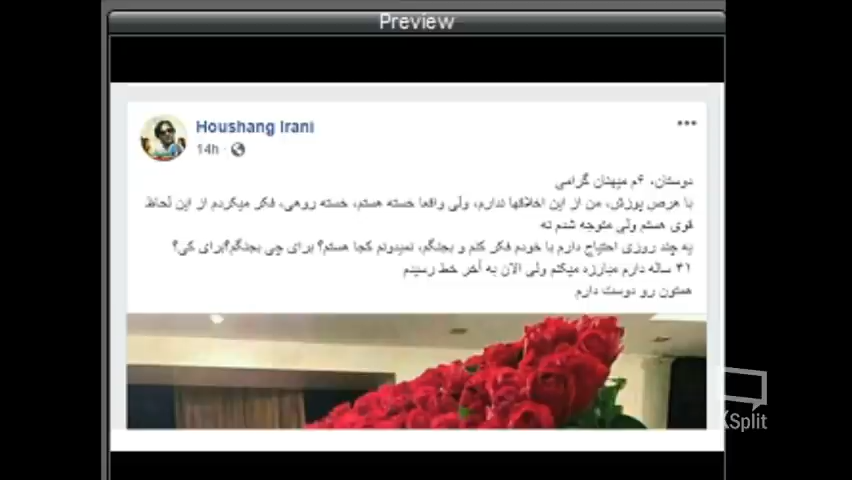 Preview
Houshang Irani
14h
دوستان، ۶م میهنان گرامی
با عرض پوزش، من از این اخلاقها ندارم، ولی واقعا خسته هستم، خسته روهی، فکر میکردم از این لحاظ
قوی هستم ولی متوجه شدم نه
یه چند روزی احتیاج دارم با خودم فکر کنم و بجنگم، نمیدونم کجا هستم؟ برای چی بجنگم؟برای کی؟
۴۱ ساله دارم مبارزه میکنم ولی الان به آخر خط رسیدم
همتون رو دوست دارم
XSplit